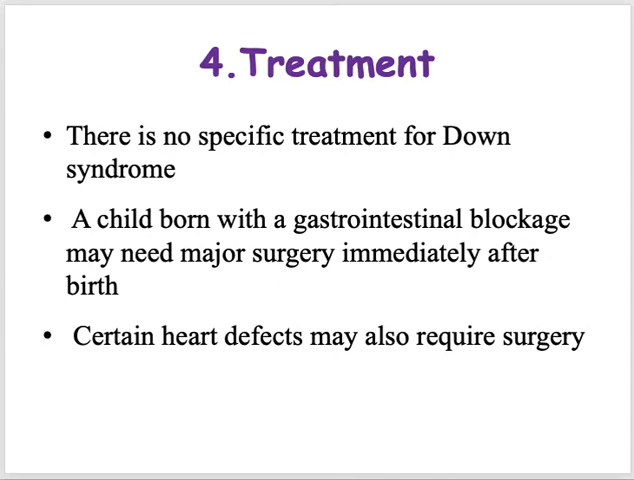 4.Treatment
• There is no specific treatment for Down
syndrome
• A child born with a gastrointestinal blockage
may need major surgery immediately after
birth
• Certain heart defects may also require surgery